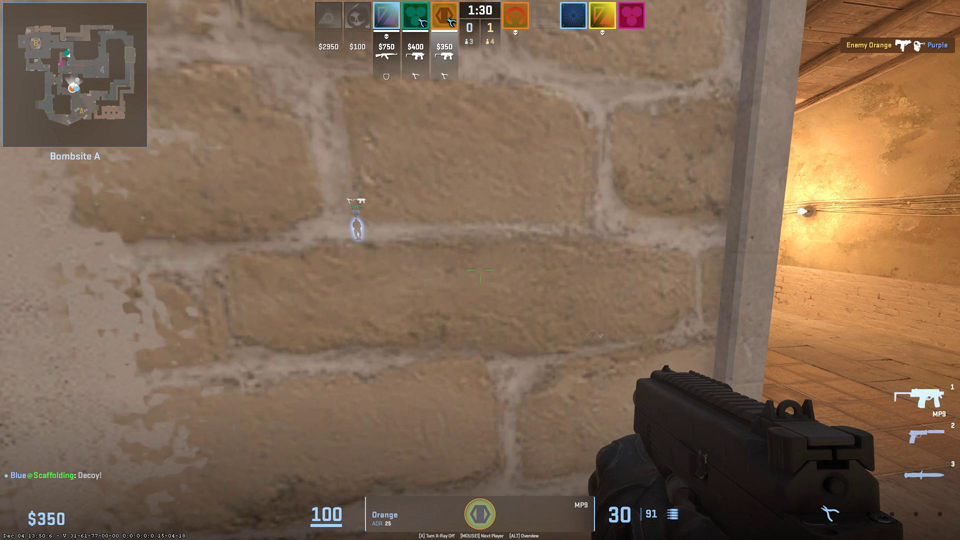 1:30
0 1
3 4
$2950 $100 $750 $400 $350
Enemy Orange Purple
Bombsite A
1
MP9
2
3
Blue@Scaffolding: Decoy!
$350
100
Orange
ADR 25
MP9
30 91
[X] Turn X-Ray Off [MOUSE1] Next Player [ALT] Overview